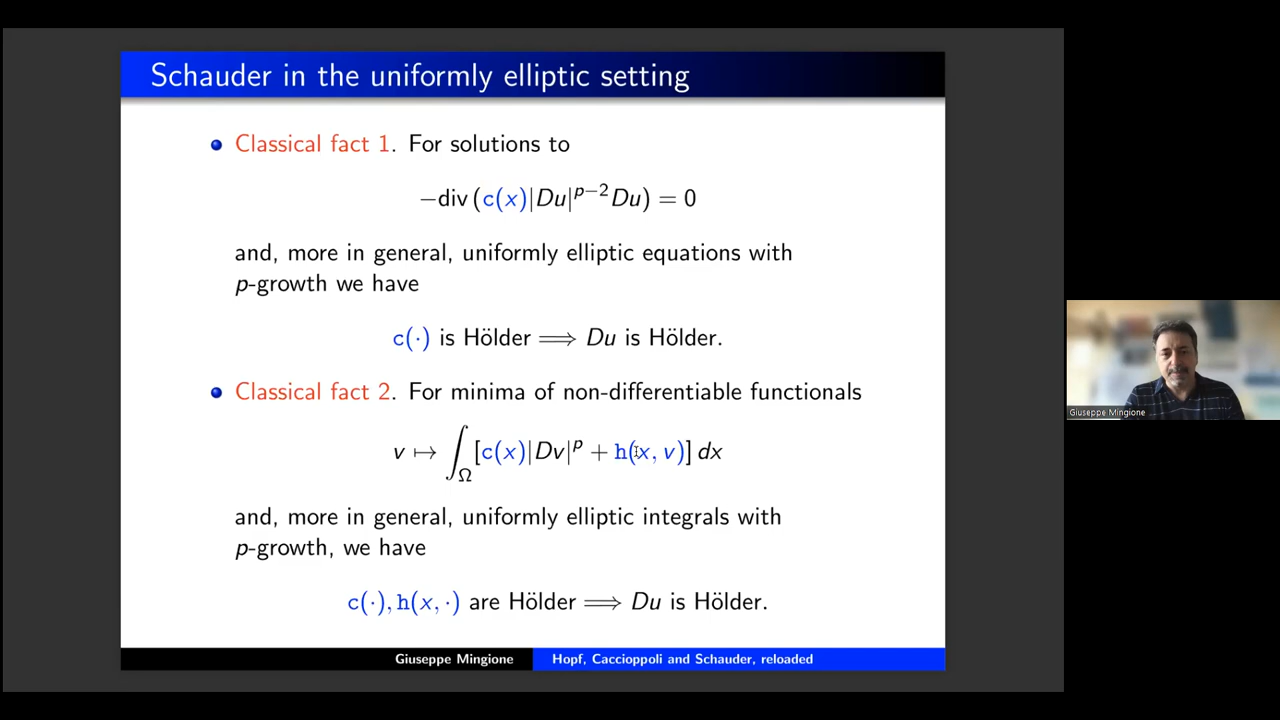 Schauder in the uniformly elliptic setting
Classical fact 1. For solutions to
−div (c(x)|Du|^{p−2}Du) = 0
and, more in general, uniformly elliptic equations with
p-growth we have
c(·) is Hölder ⟹ Du is Hölder.
Classical fact 2. For minima of non-differentiable functionals
v ↦ ∫_Ω [c(x)|Dv|^p + h(x, v)] dx
and, more in general, uniformly elliptic integrals with
p-growth, we have
c(·), h(x, ·) are Hölder ⟹ Du is Hölder.
Giuseppe Mingione
Hopf, Caccioppoli and Schauder, reloaded
Giuseppe Mingione